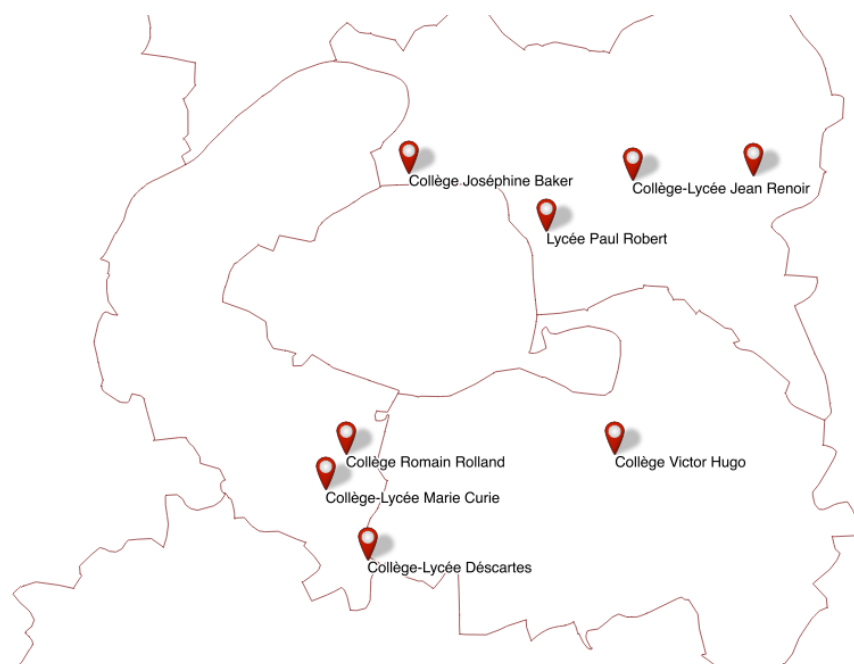 Collège Joséphine Baker
Collège-Lycée Jean Renoir
Lycée Paul Robert
Collège Romain Rolland
Collège Victor Hugo
Collège-Lycée Marie Curie
Collège-Lycée Déscartes